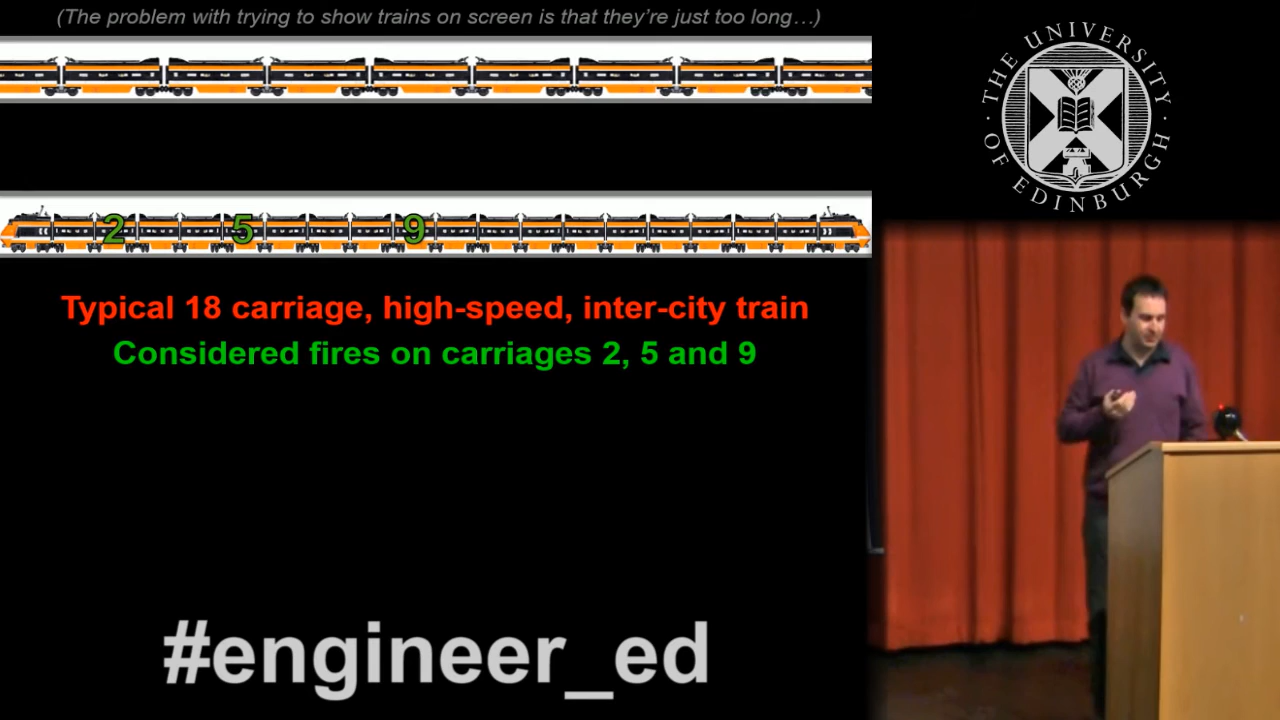 (The problem with trying to show trains on screen is that they're just too long…)
THE UNIVERSITY
· OF EDINBURGH ·
2 5 9
Typical 18 carriage, high-speed, inter-city train
Considered fires on carriages 2, 5 and 9
#engineer_ed